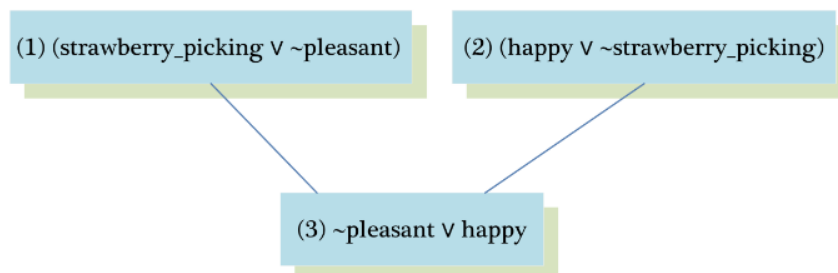 (1) (strawberry_picking ∨ ~pleasant)
(2) (happy ∨ ~strawberry_picking)
(3) ~pleasant ∨ happy